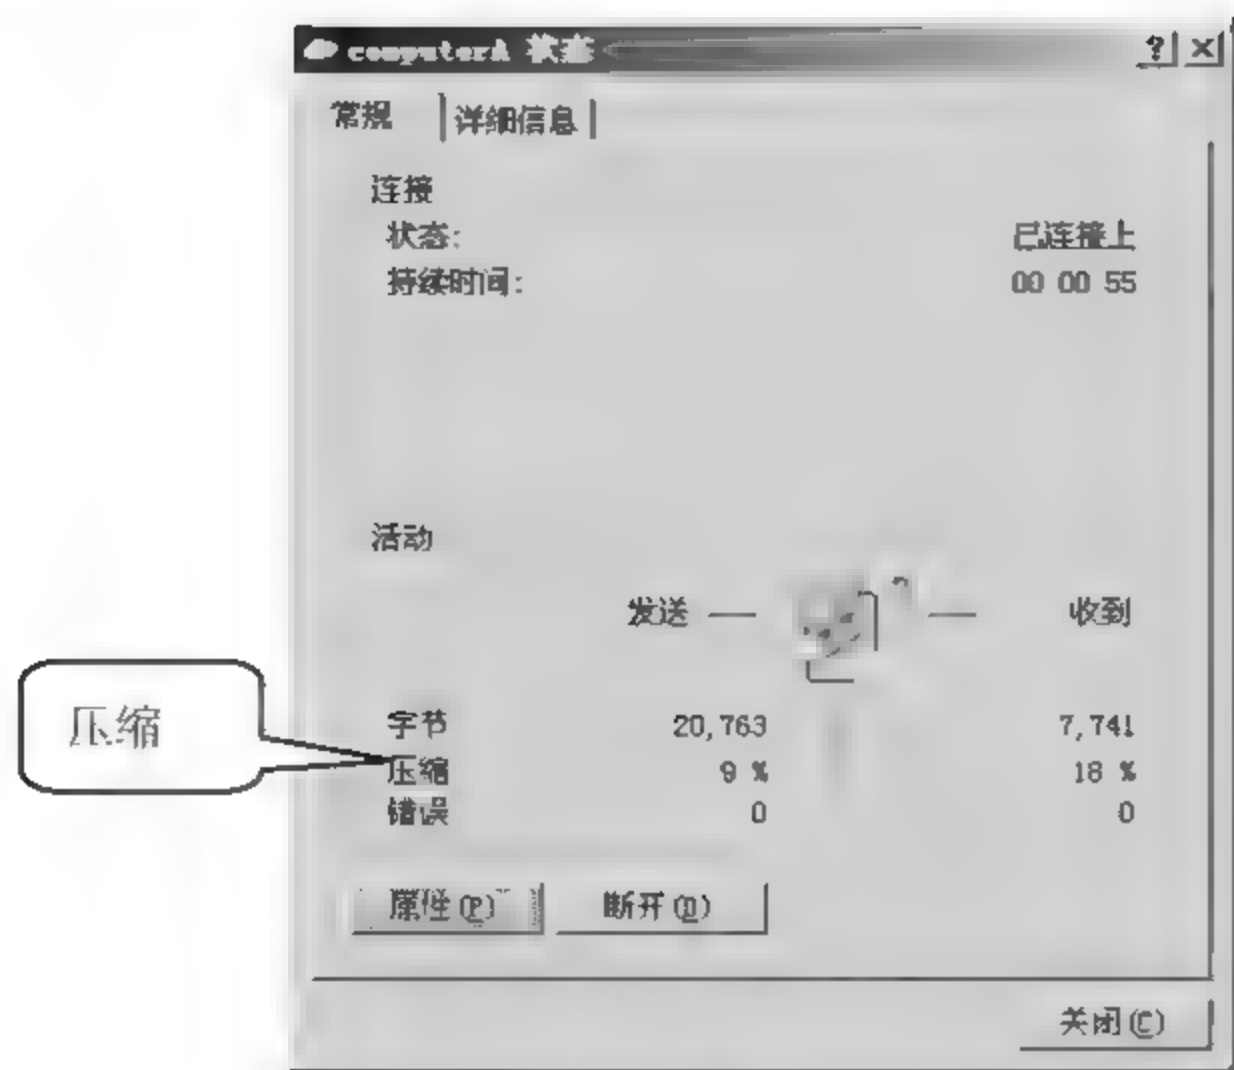 computerA 状态
常规 详细信息
连接
状态: 已连接上
持续时间: 00 00 55
活动
发送 收到
压缩
字节 20,763 7,741
压缩 9 % 18 %
错误 0 0
属性(P) 断开(D)
关闭(C)